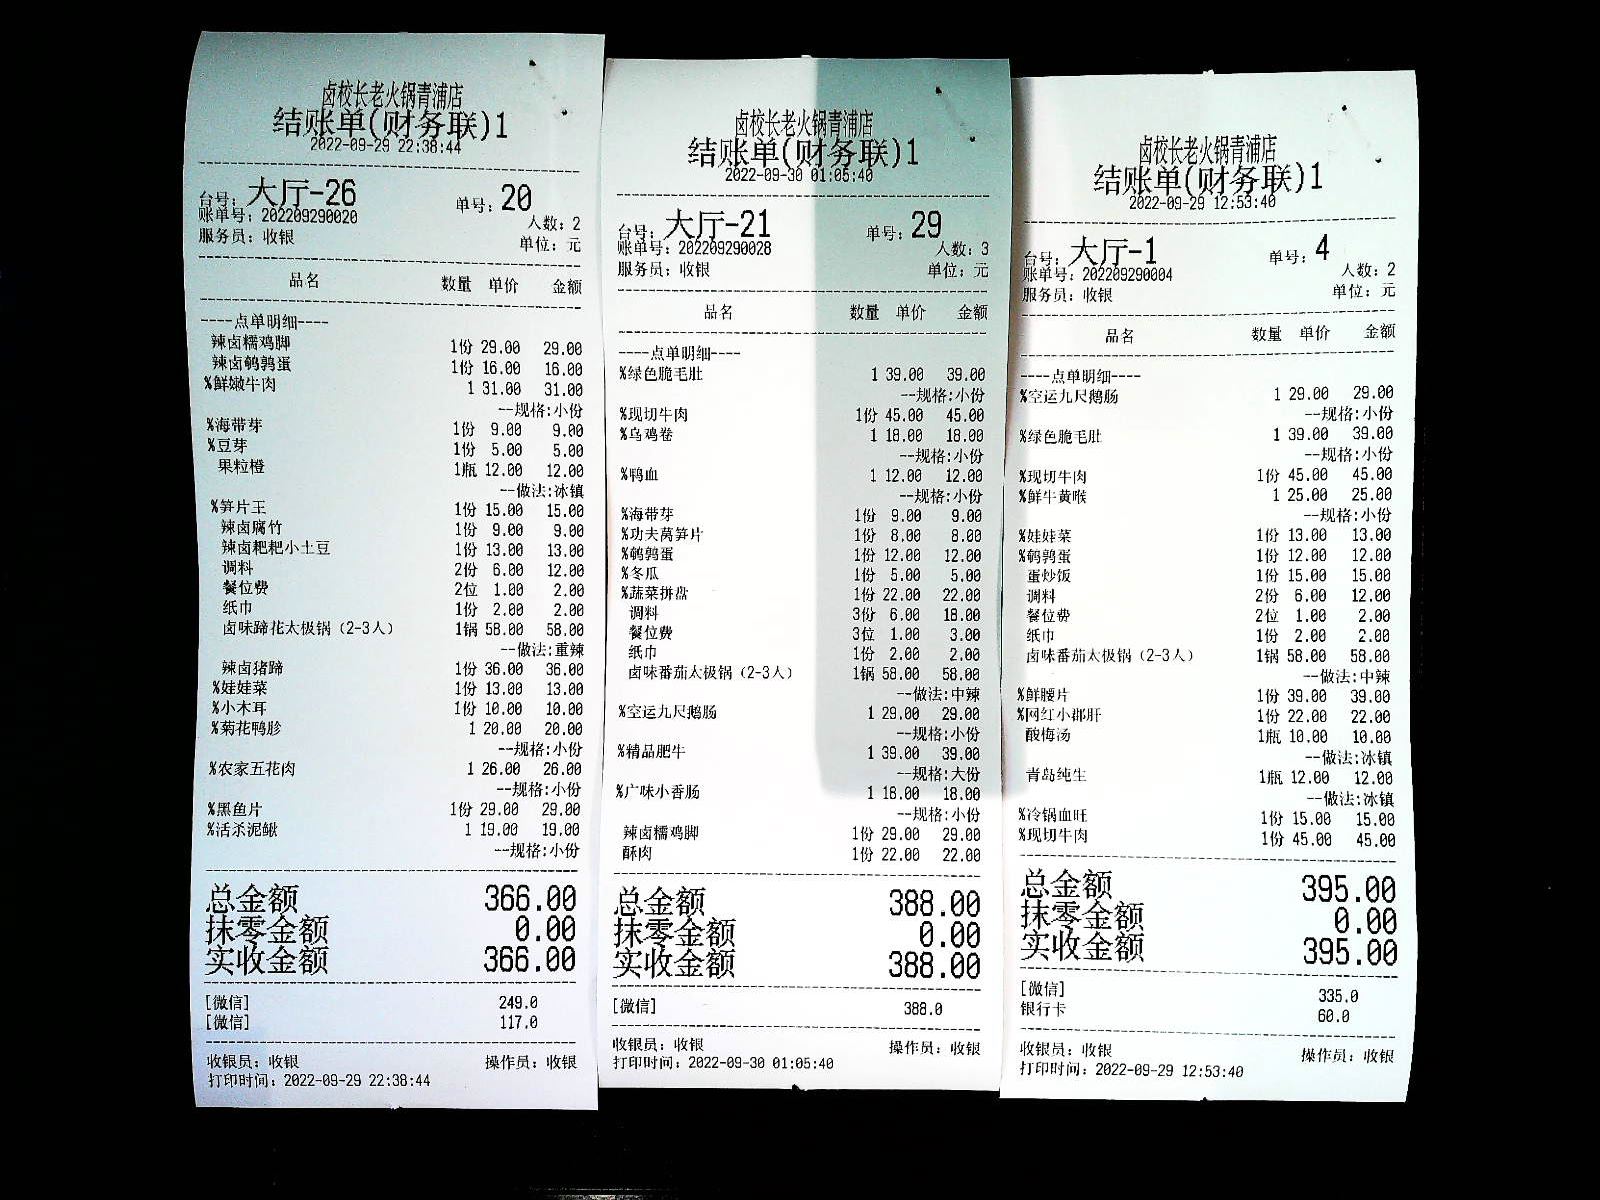 卤校长老火锅青浦店
结账单(财务联)1
2022-09-29 22:38:44
台号: 大厅-26 单号: 20
账单号: 202209290020 人数: 2
服务员: 收银 单位: 元
品名 数量 单价 金额
----点单明细----
辣卤糯鸡脚 1份 29.00 29.00
辣卤鹌鹑蛋 1份 16.00 16.00
%鲜嫩牛肉 1 31.00 31.00
--规格:小份
%海带芽 1份 9.00 9.00
%豆芽 1份 5.00 5.00
果粒橙 1瓶 12.00 12.00
--做法:冰镇
%笋片王 1份 15.00 15.00
辣卤腐竹 1份 9.00 9.00
辣卤粑粑小土豆 1份 13.00 13.00
调料 2份 6.00 12.00
餐位费 2位 1.00 2.00
纸巾 1份 2.00 2.00
卤味蹄花太极锅（2-3人） 1锅 58.00 58.00
--做法:重辣
辣卤猪蹄 1份 36.00 36.00
%娃娃菜 1份 13.00 13.00
%小木耳 1份 10.00 10.00
%菊花鸭胗 1 20.00 20.00
--规格:小份
%农家五花肉 1 26.00 26.00
--规格:小份
%黑鱼片 1份 29.00 29.00
%活杀泥鳅 1 19.00 19.00
--规格:小份
总金额 366.00
抹零金额 0.00
实收金额 366.00
[微信] 249.0
[微信] 117.0
收银员: 收银 操作员: 收银
打印时间: 2022-09-29 22:38:44
卤校长老火锅青浦店
结账单(财务联)1
2022-09-30 01:05:40
台号: 大厅-21 单号: 29
账单号: 202209290028 人数: 3
服务员: 收银 单位: 元
品名 数量 单价 金额
----点单明细----
%绿色脆毛肚 1 39.00 39.00
--规格:小份
%现切牛肉 1份 45.00 45.00
%乌鸡卷 1 18.00 18.00
--规格:小份
%鸭血 1 12.00 12.00
--规格:小份
%海带芽 1份 9.00 9.00
%功夫莴笋片 1份 8.00 8.00
%鹌鹑蛋 1份 12.00 12.00
%冬瓜 1份 5.00 5.00
%蔬菜拼盘 1份 22.00 22.00
调料 3份 6.00 18.00
餐位费 3位 1.00 3.00
纸巾 1份 2.00 2.00
卤味番茄太极锅（2-3人） 1锅 58.00 58.00
--做法:中辣
%空运九尺鹅肠 1 29.00 29.00
--规格:小份
%精品肥牛 1 39.00 39.00
--规格:大份
%广味小香肠 1 18.00 18.00
--规格:小份
辣卤糯鸡脚 1份 29.00 29.00
酥肉 1份 22.00 22.00
总金额 388.00
抹零金额 0.00
实收金额 388.00
[微信] 388.0
收银员: 收银 操作员: 收银
打印时间: 2022-09-30 01:05:40
卤校长老火锅青浦店
结账单(财务联)1
2022-09-29 12:53:40
台号: 大厅-1 单号: 4
账单号: 202209290004 人数: 2
服务员: 收银 单位: 元
品名 数量 单价 金额
----点单明细----
%空运九尺鹅肠 1 29.00 29.00
--规格:小份
%绿色脆毛肚 1 39.00 39.00
--规格:小份
%现切牛肉 1份 45.00 45.00
%鲜牛黄喉 1 25.00 25.00
--规格:小份
%娃娃菜 1份 13.00 13.00
%鹌鹑蛋 1份 12.00 12.00
蛋炒饭 1份 15.00 15.00
调料 2份 6.00 12.00
餐位费 2位 1.00 2.00
纸巾 1份 2.00 2.00
卤味番茄太极锅（2-3人） 1锅 58.00 58.00
--做法:中辣
%鲜腰片 1份 39.00 39.00
%网红小郡肝 1份 22.00 22.00
酸梅汤 1瓶 10.00 10.00
--做法:冰镇
青岛纯生 1瓶 12.00 12.00
--做法:冰镇
%冷锅血旺 1份 15.00 15.00
%现切牛肉 1份 45.00 45.00
总金额 395.00
抹零金额 0.00
实收金额 395.00
[微信] 335.0
银行卡 60.0
收银员: 收银 操作员: 收银
打印时间: 2022-09-29 12:53:40